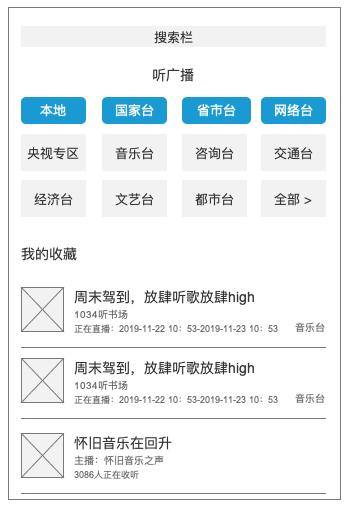 搜索栏
听广播
本地 国家台 省市台 网络台
央视专区 音乐台 咨询台 交通台
经济台 文艺台 都市台 全部 >
我的收藏
周末驾到，放肆听歌放肆high
1034听书场
正在直播：2019-11-22 10：53-2019-11-23 10：53 音乐台
周末驾到，放肆听歌放肆high
1034听书场
正在直播：2019-11-22 10：53-2019-11-23 10：53 音乐台
怀旧音乐在回升
主播：怀旧音乐之声
3086人正在收听